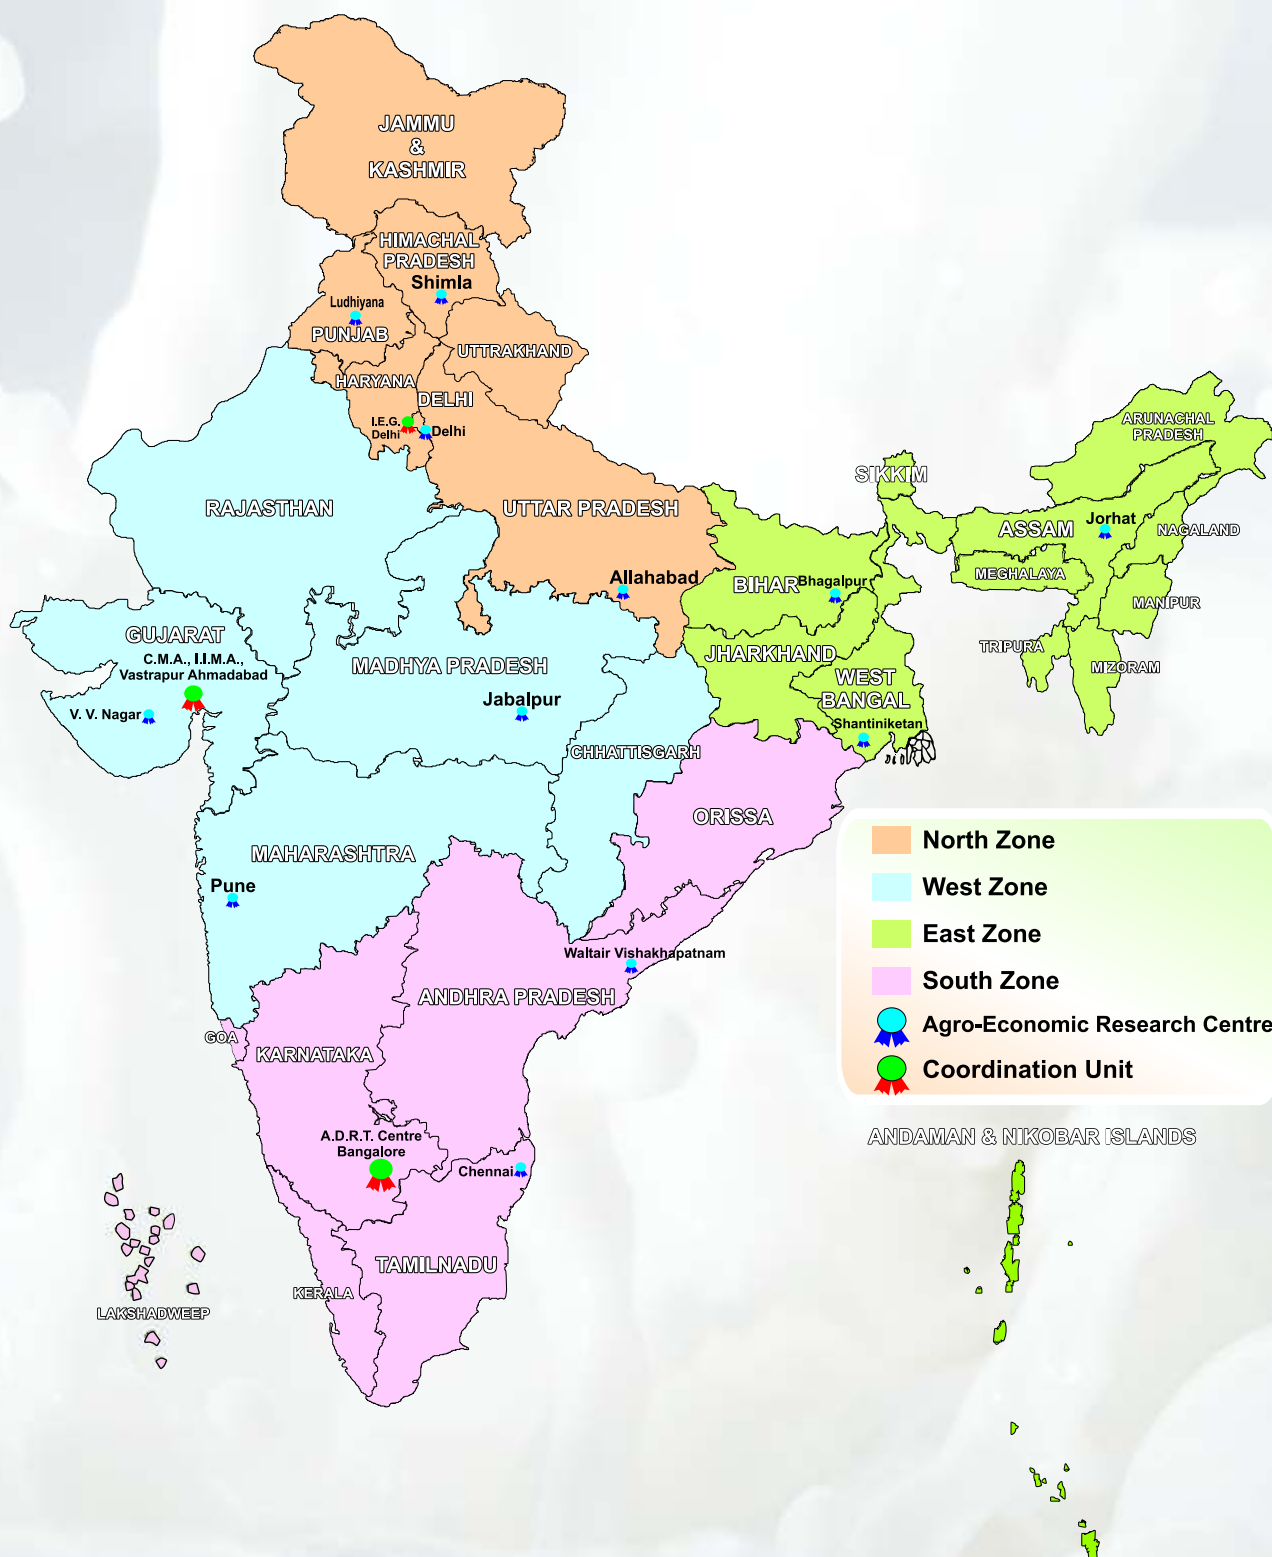 JAMMU
&
KASHMIR
HIMACHAL
PRADESH
Shimla
Ludhiyana
PUNJAB
UTTRAKHAND
HARYANA
DELHI
I.E.G.
Delhi
Delhi
ARUNACHAL
PRADESH
SIKKIM
RAJASTHAN
UTTAR PRADESH
Jorhat
ASSAM
NAGALAND
MEGHALAYA
Allahabad
BIHAR
Bhagalpur
MANIPUR
GUJARAT
C.M.A., I.I.M.A.,
Vastrapur Ahmadabad
TRIPURA
MIZORAM
JHARKHAND
MADHYA PRADESH
WEST
BANGAL
Jabalpur
V. V. Nagar
Shantiniketan
CHHATTISGARH
ORISSA
MAHARASHTRA
Pune
North Zone
West Zone
East Zone
South Zone
Agro-Economic Research Centre
Coordination Unit
Waltair Vishakhapatnam
ANDHRA PRADESH
GOA
KARNATAKA
A.D.R.T. Centre
Bangalore
Chennai
ANDAMAN & NIKOBAR ISLANDS
TAMILNADU
KERALA
LAKSHADWEEP